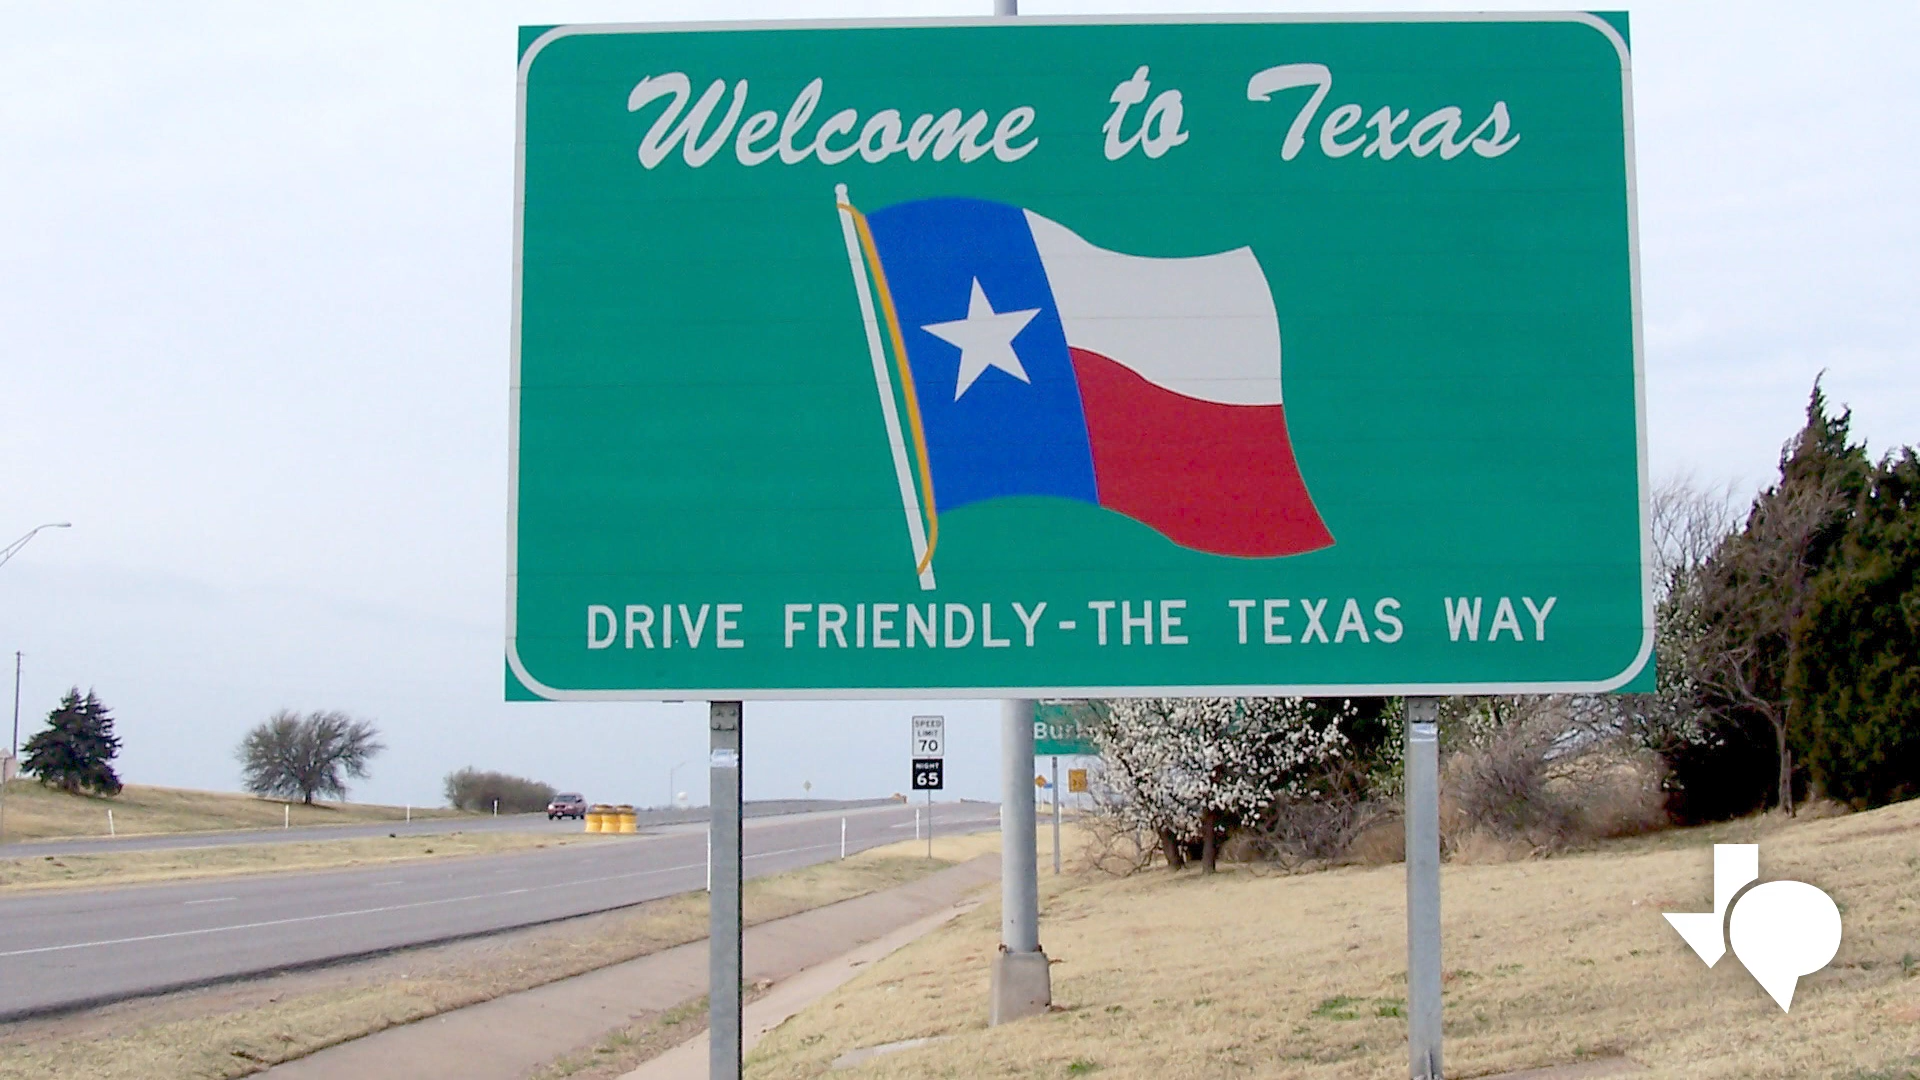 Welcome to Texas
DRIVE FRIENDLY-THE TEXAS WAY
SPEED
LIMIT
70
NIGHT
65